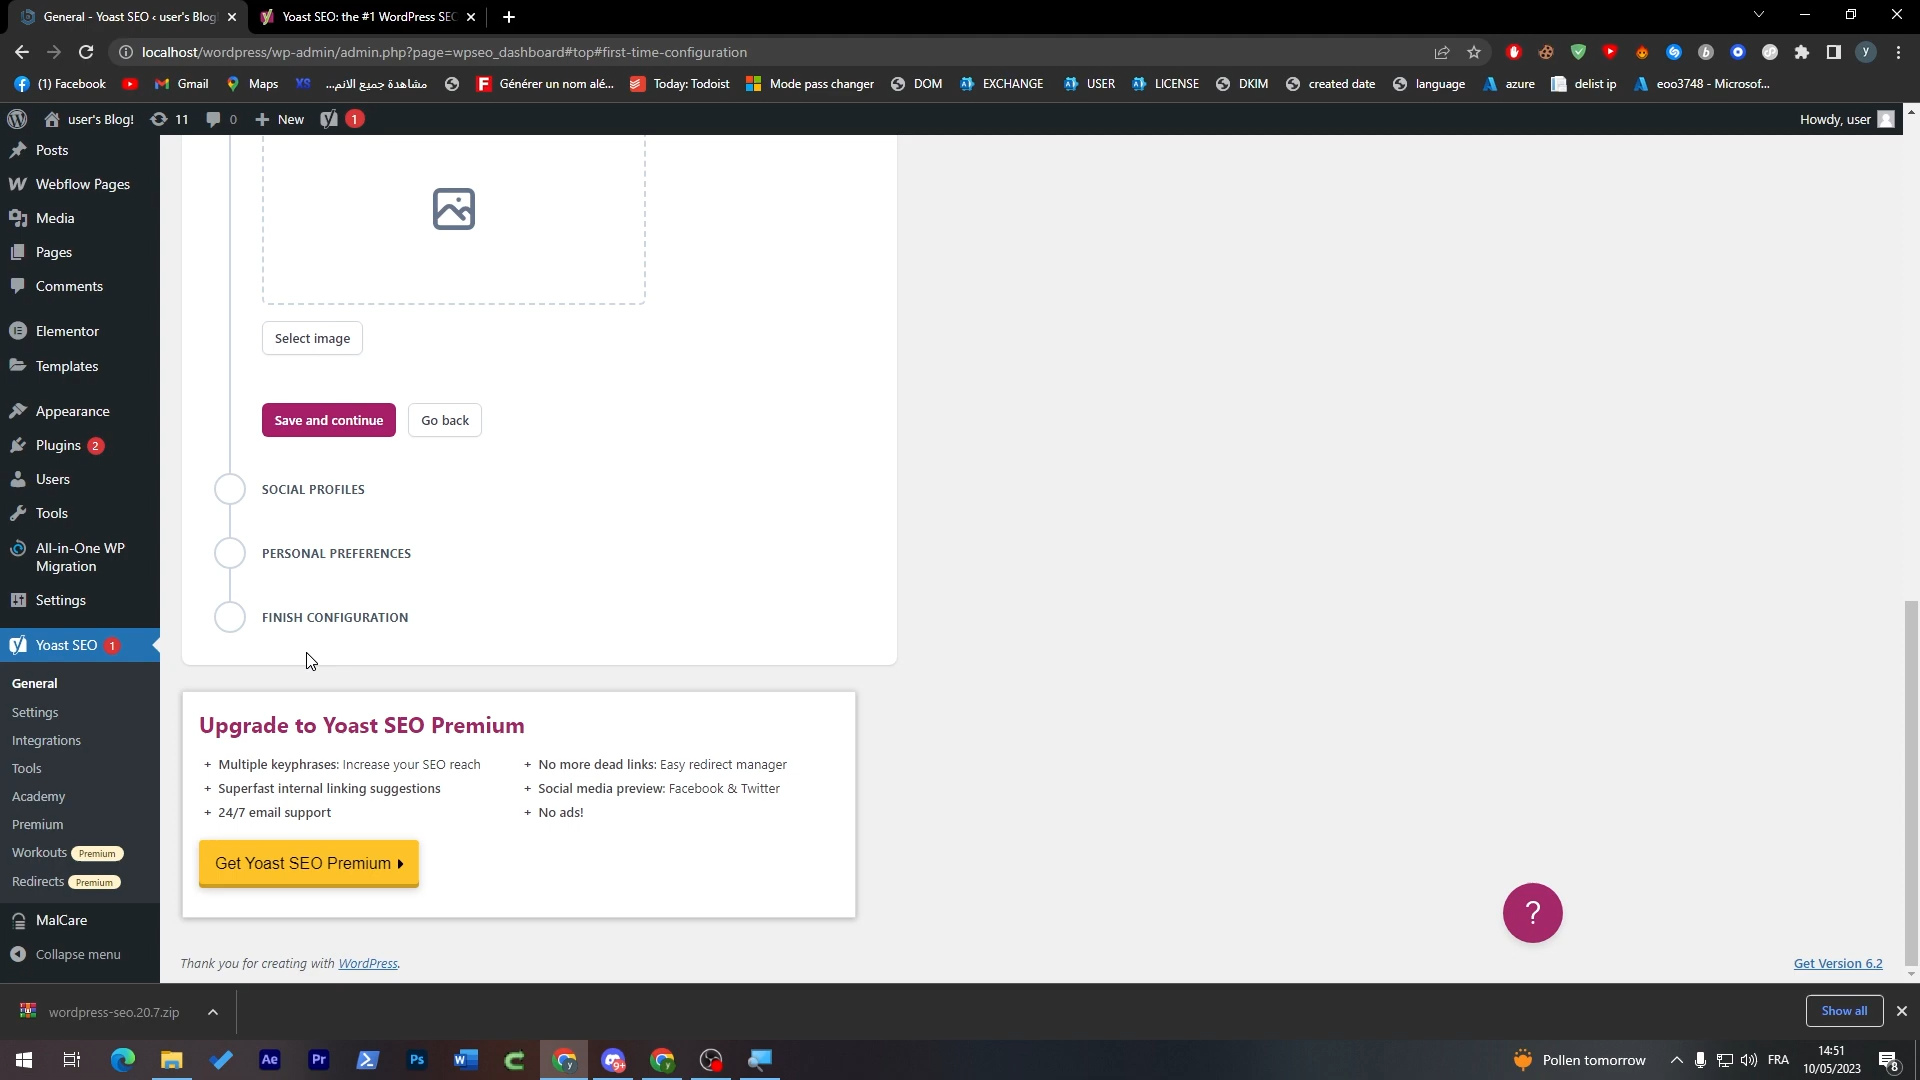 General - Yoast SEO ‹ user's Blog!
Yoast SEO: the #1 WordPress SEO
localhost/wordpress/wp-admin/admin.php?page=wpseo_dashboard#top#first-time-configuration
(1) Facebook
Gmail
Maps
مشاهدة جميع الانم...
Générer un nom alé...
Today: Todoist
Mode pass changer
DOM
EXCHANGE
USER
LICENSE
DKIM
created date
language
azure
delist ip
eoo3748 - Microsof...
user's Blog!
11
0
New
1
Howdy, user
Posts
Webflow Pages
Media
Pages
Comments
Elementor
Templates
Appearance
Plugins 2
Users
Tools
All-in-One WP
Migration
Settings
Yoast SEO 1
General
Settings
Integrations
Tools
Academy
Premium
Workouts Premium
Redirects Premium
MalCare
Collapse menu
Select image
Save and continue
Go back
SOCIAL PROFILES
PERSONAL PREFERENCES
FINISH CONFIGURATION
Upgrade to Yoast SEO Premium
+ Multiple keyphrases: Increase your SEO reach
+ No more dead links: Easy redirect manager
+ Superfast internal linking suggestions
+ Social media preview: Facebook & Twitter
+ 24/7 email support
+ No ads!
Get Yoast SEO Premium
?
Thank you for creating with WordPress.
Get Version 6.2
wordpress-seo.20.7.zip
Show all
Ae
Pr
Ps
Pollen tomorrow
FRA
14:51
10/05/2023
8